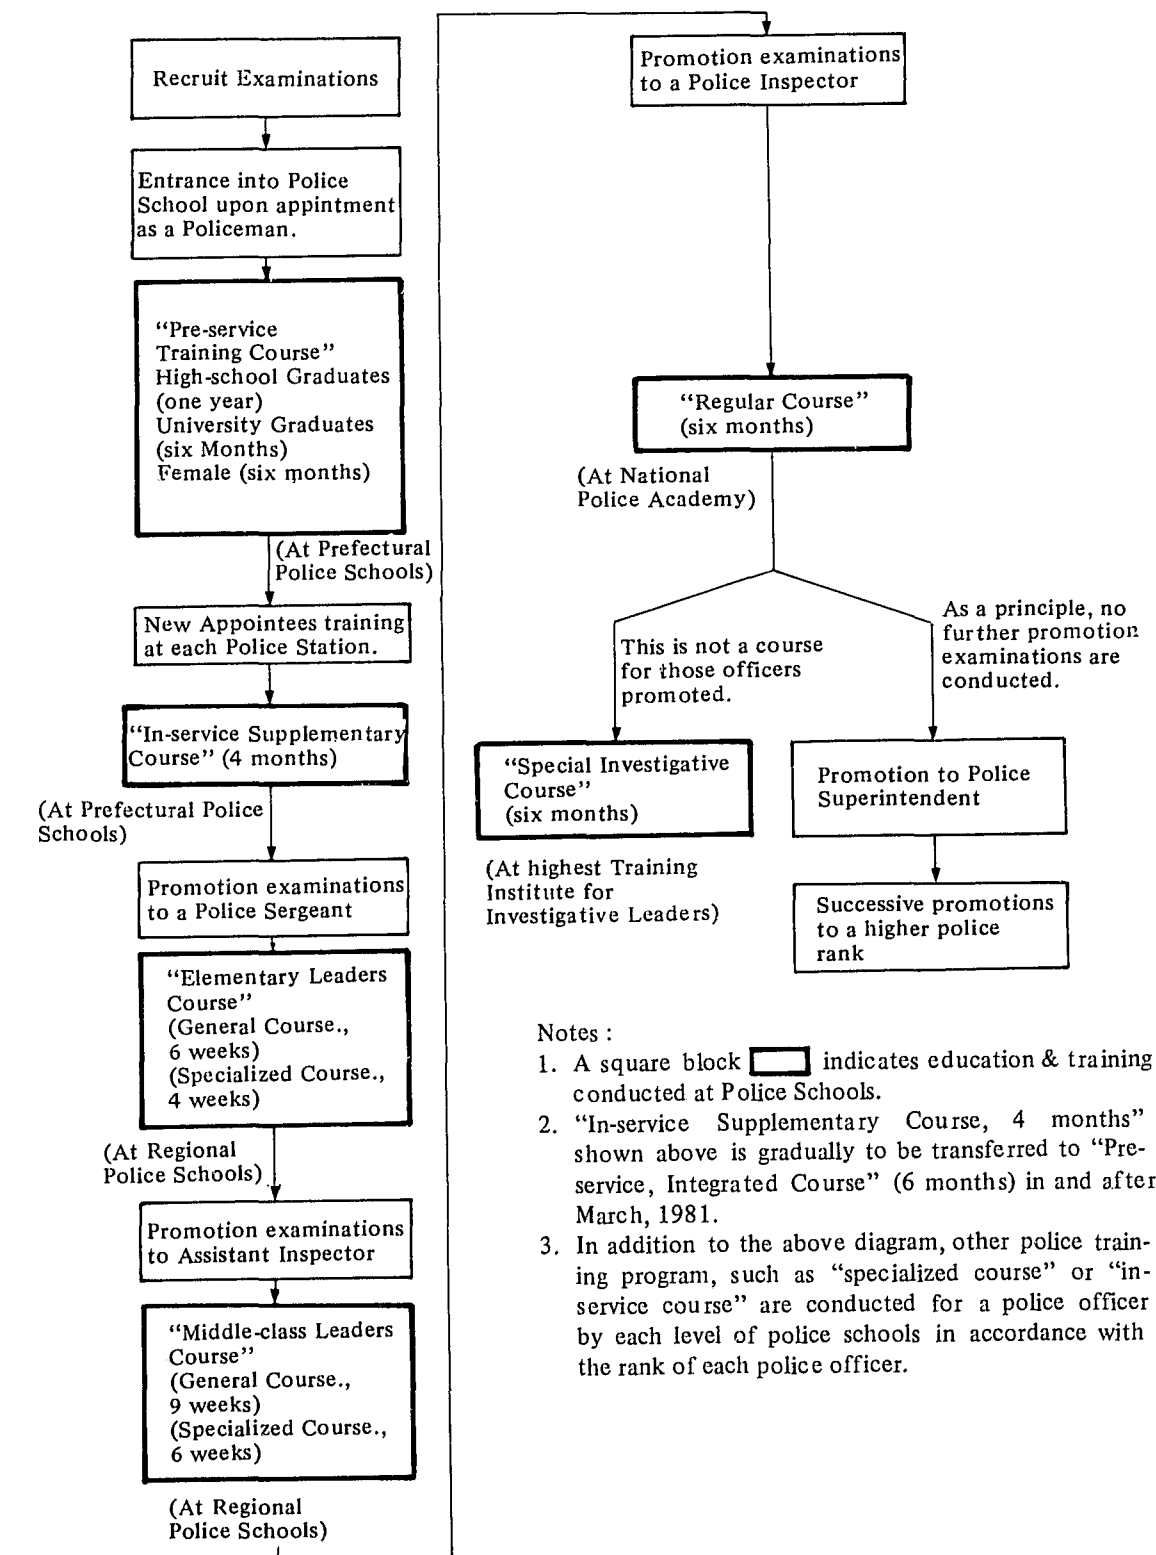 Recruit Examinations
Entrance into Police
School upon appintment
as a Policeman.
“Pre-service
Training Course”
High-school Graduates
(one year)
University Graduates
(six Months)
Female (six months)
(At Prefectural
Police Schools)
New Appointees training
at each Police Station.
“In-service Supplementary
Course” (4 months)
(At Prefectural Police
Schools)
Promotion examinations
to a Police Sergeant
“Elementary Leaders
Course”
(General Course.,
6 weeks)
(Specialized Course.,
4 weeks)
(At Regional
Police Schools)
Promotion examinations
to Assistant Inspector
“Middle-class Leaders
Course”
(General Course.,
9 weeks)
(Specialized Course.,
6 weeks)
(At Regional
Police Schools)
Promotion examinations
to a Police Inspector
“Regular Course”
(six months)
(At National
Police Academy)
This is not a course
for those officers
promoted.
As a principle, no
further promotion
examinations are
conducted.
“Special Investigative
Course”
(six months)
(At highest Training
Institute for
Investigative Leaders)
Promotion to Police
Superintendent
Successive promotions
to a higher police
rank
Notes :
1. A square block indicates education & training
conducted at Police Schools.
2. “In-service Supplementary Course, 4 months”
shown above is gradually to be transferred to “Pre-
service, Integrated Course” (6 months) in and after
March, 1981.
3. In addition to the above diagram, other police train-
ing program, such as “specialized course” or “in-
service course” are conducted for a police officer
by each level of police schools in accordance with
the rank of each police officer.